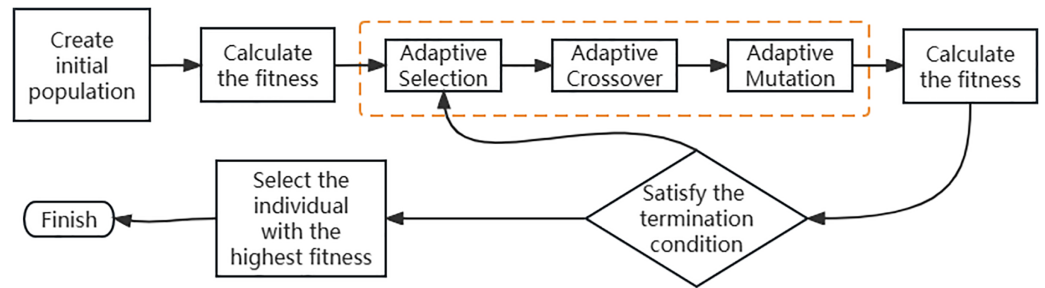 Create
initial
population
Calculate
the fitness
Adaptive
Selection
Adaptive
Crossover
Adaptive
Mutation
Calculate
the fitness
Satisfy the
termination
condition
Select the
individual
with the
highest fitness
Finish